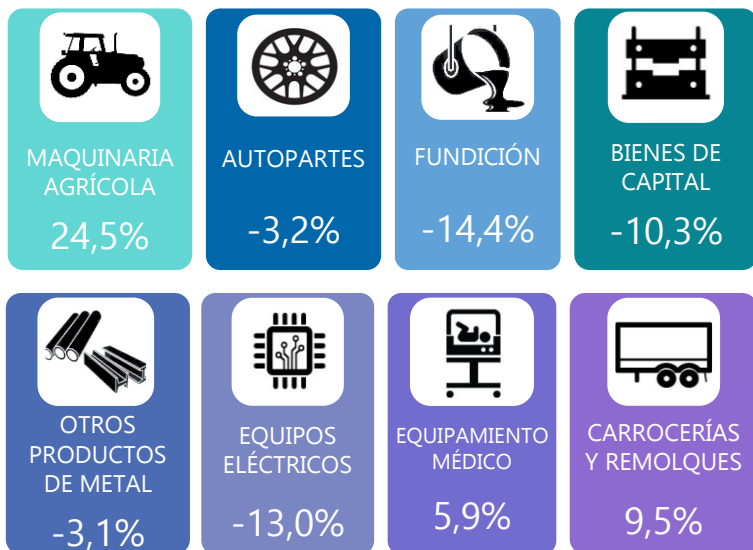 MAQUINARIA
AGRÍCOLA
24,5%
AUTOPARTES
-3,2%
FUNDICIÓN
-14,4%
BIENES DE
CAPITAL
-10,3%
OTROS
PRODUCTOS
DE METAL
-3,1%
EQUIPOS
ELÉCTRICOS
-13,0%
EQUIPAMIENTO
MÉDICO
5,9%
CARROCERÍAS
Y REMOLQUES
9,5%